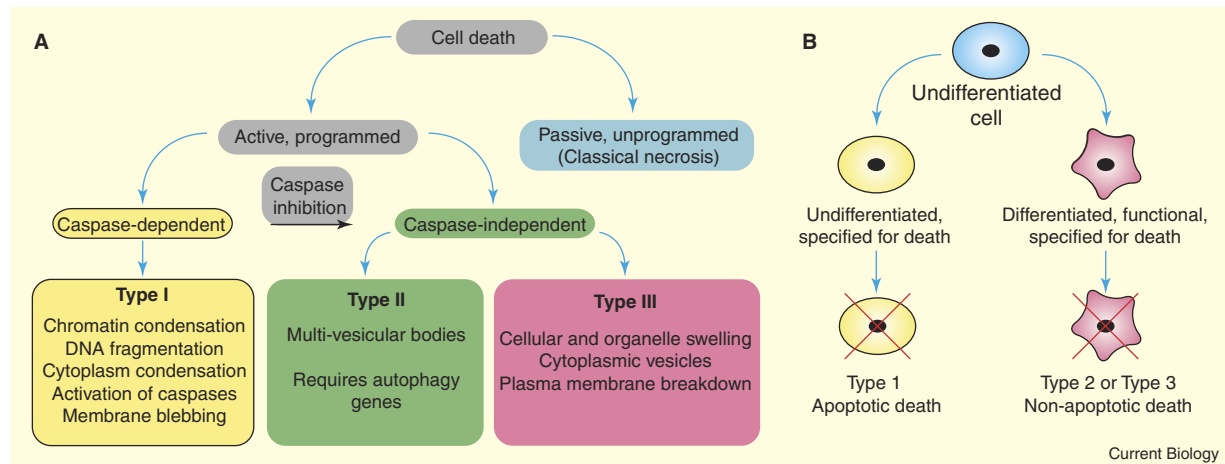 A
Cell death
Active, programmed
Passive, unprogrammed
(Classical necrosis)
Caspase
inhibition
Caspase-dependent
Caspase-independent
Type I
Chromatin condensation
DNA fragmentation
Cytoplasm condensation
Activation of caspases
Membrane blebbing
Type II
Multi-vesicular bodies
Requires autophagy
genes
Type III
Cellular and organelle swelling
Cytoplasmic vesicles
Plasma membrane breakdown
B
Undifferentiated
cell
Undifferentiated,
specified for death
Differentiated, functional,
specified for death
Type 1
Apoptotic death
Type 2 or Type 3
Non-apoptotic death
Current Biology